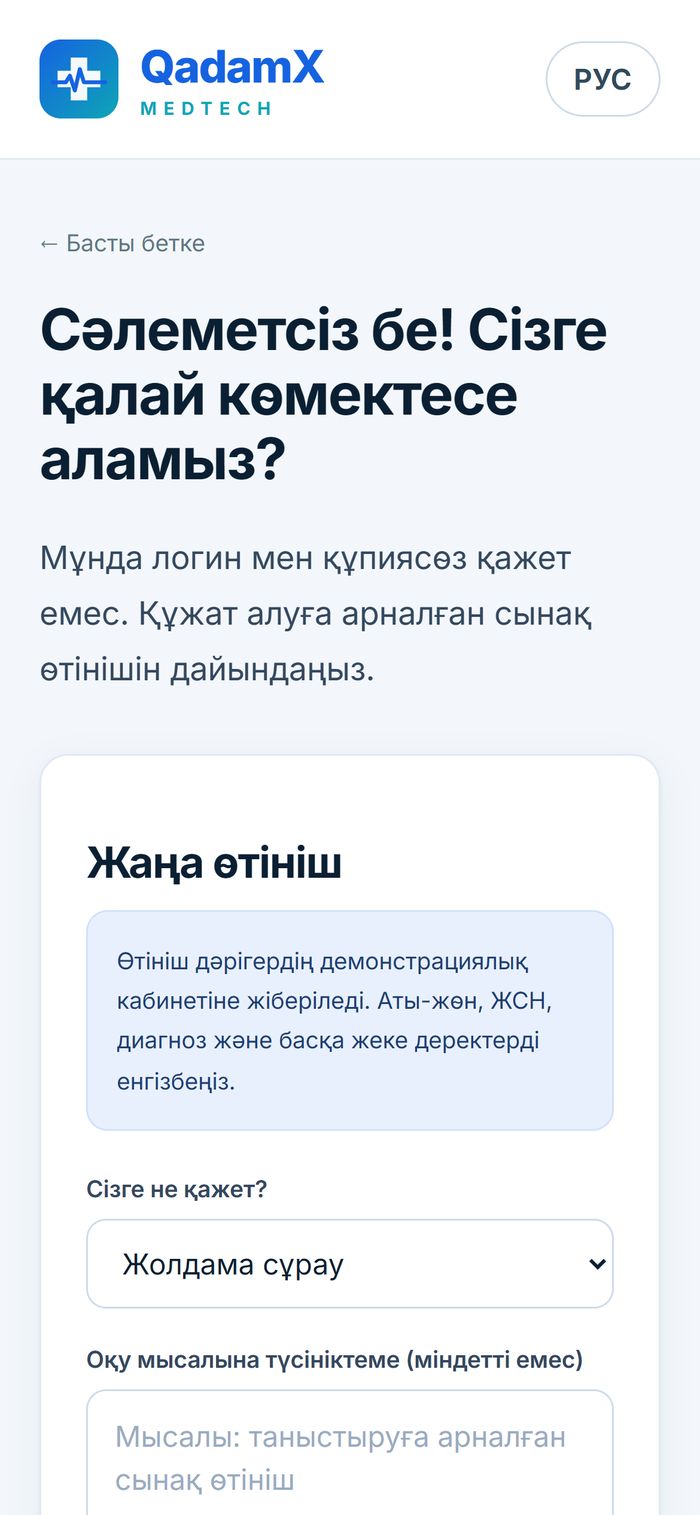 QadamX
MEDTECH
РУС
← Басты бетке
Сәлеметсіз бе! Сізге
қалай көмектесе
аламыз?
Мұнда логин мен құпиясөз қажет
емес. Құжат алуға арналған сынақ
өтінішін дайындаңыз.
Жаңа өтініш
Өтініш дәрігердің демонстрациялық
кабинетіне жіберіледі. Аты-жөн, ЖСН,
диагноз және басқа жеке деректерді
енгізбеңіз.
Сізге не қажет?
Жолдама сұрау
Оқу мысалына түсініктеме (міндетті емес)
Мысалы: таныстыруға арналған
сынақ өтініш